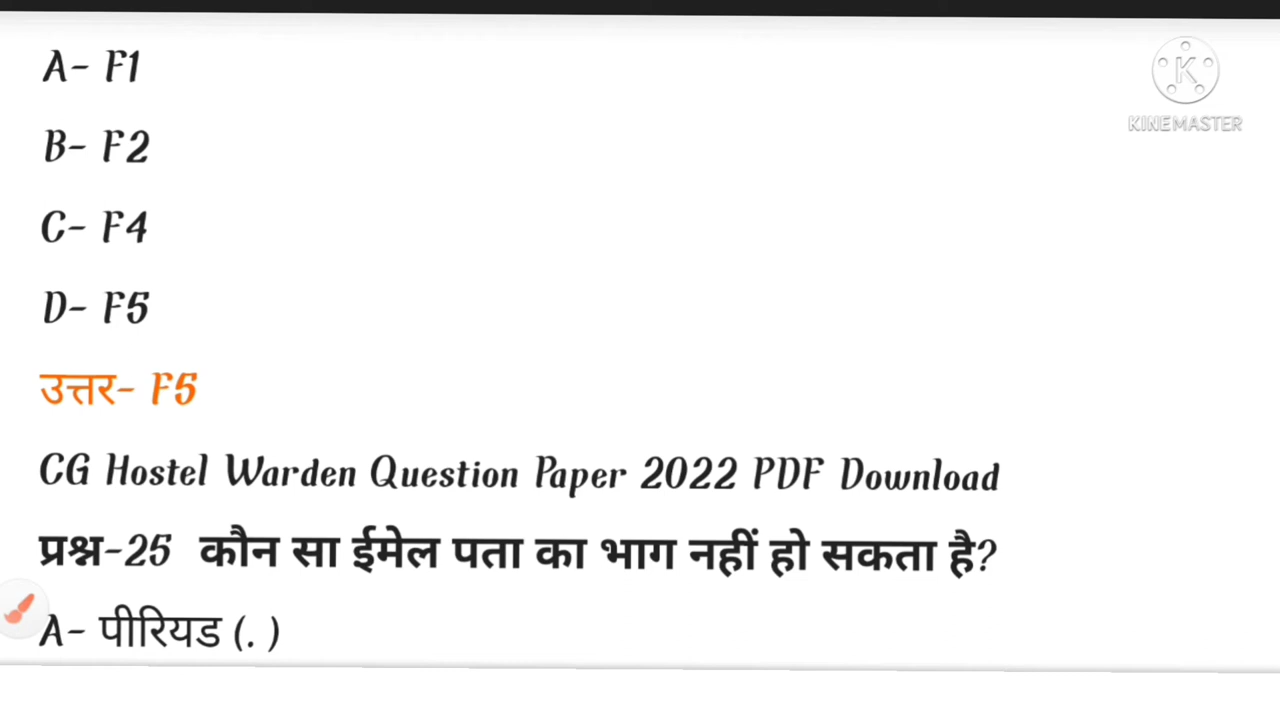 A- F1
K
KINEMASTER
B- F2
C- F4
D- F5
उत्तर- F5
CG Hostel Warden Question Paper 2022 PDF Download
प्रश्न-25 कौन सा ईमेल पता का भाग नहीं हो सकता है?
A- पीरियड (. )